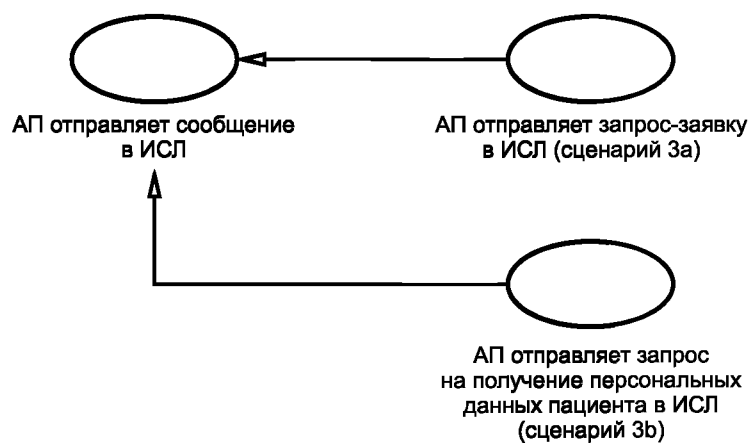 АП отправляет сообщение
в ИСЛ
АП отправляет запрос-заявку
в ИСЛ (сценарий 3а)
АП отправляет запрос
на получение персональных
данных пациента в ИСЛ
(сценарий 3b)